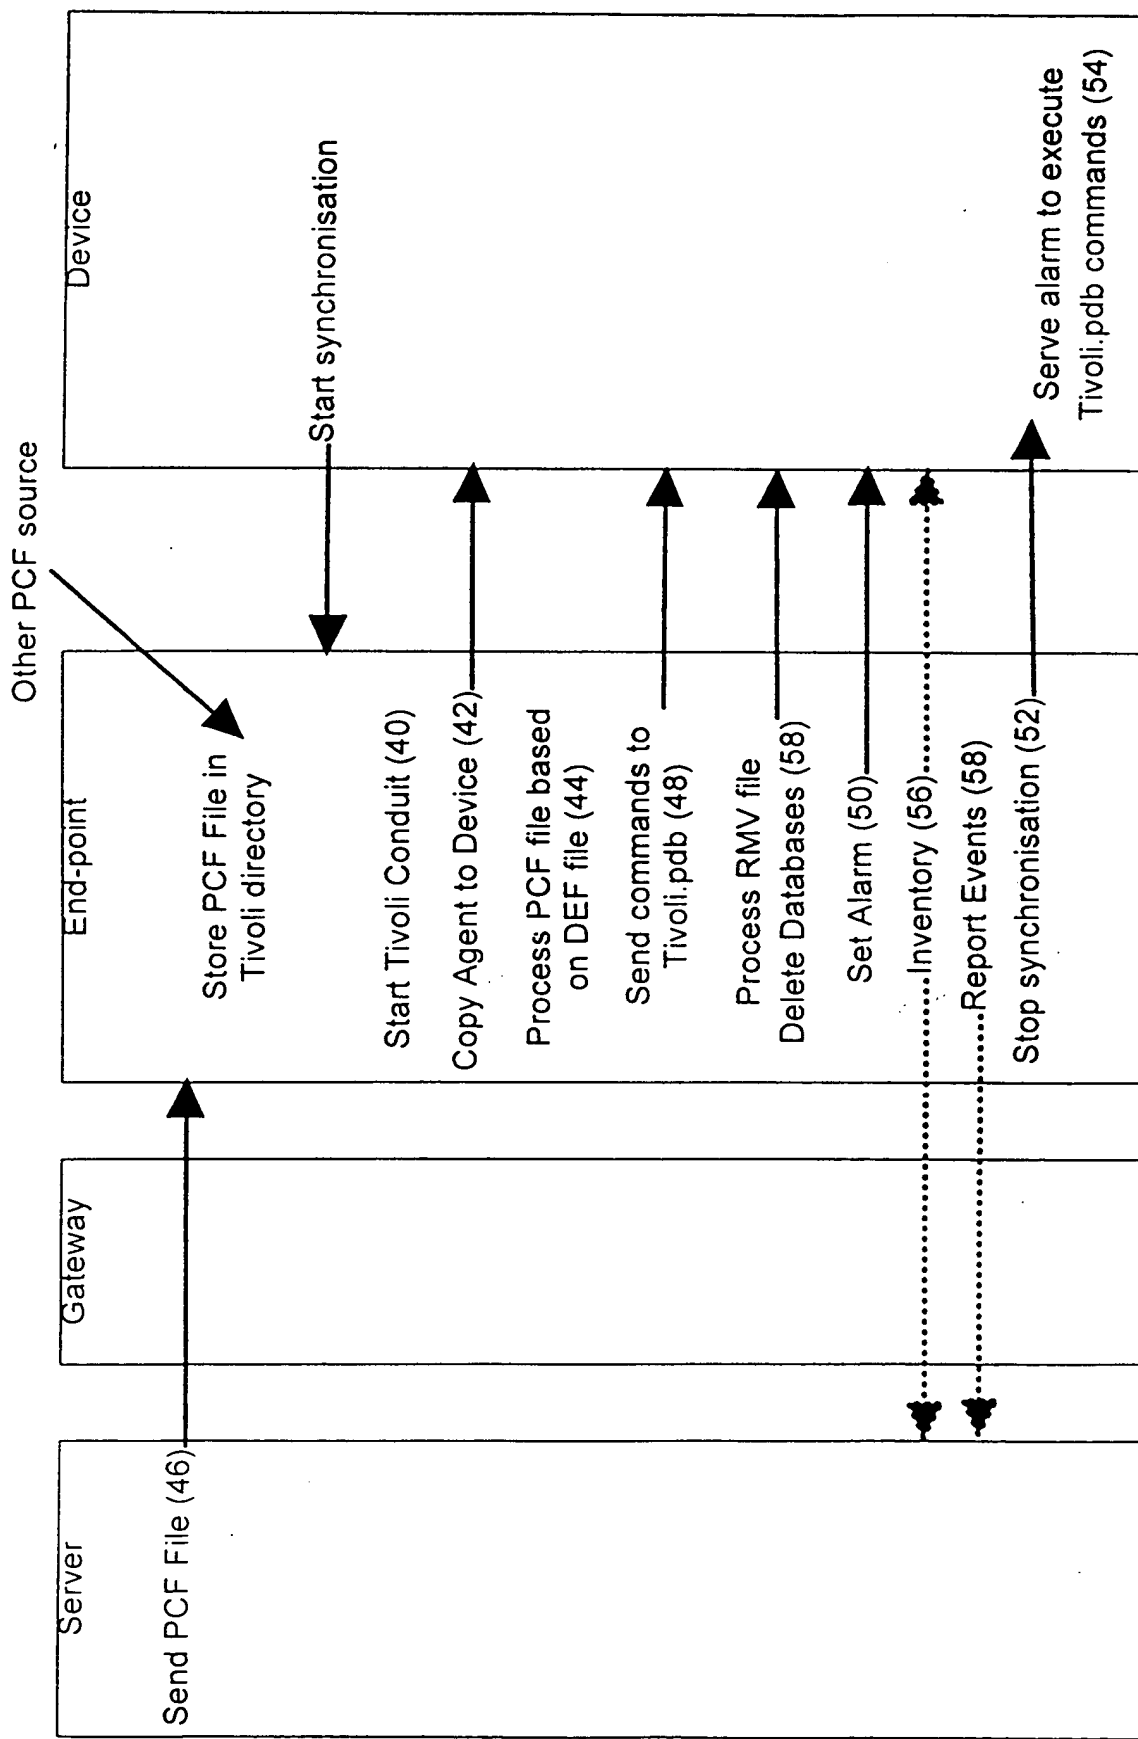 Other PCF source
Server
Gateway
End-point
Device
Send PCF File (46)
Store PCF File in
Tivoli directory
Start synchronisation
Start Tivoli Conduit (40)
Copy Agent to Device (42)
Process PCF file based
on DEF file (44)
Send commands to
Tivoli.pdb (48)
Process RMV file
Delete Databases (58)
Set Alarm (50)
Inventory (56)
Report Events (58)
Stop synchronisation (52)
Serve alarm to execute
Tivoli.pdb commands (54)